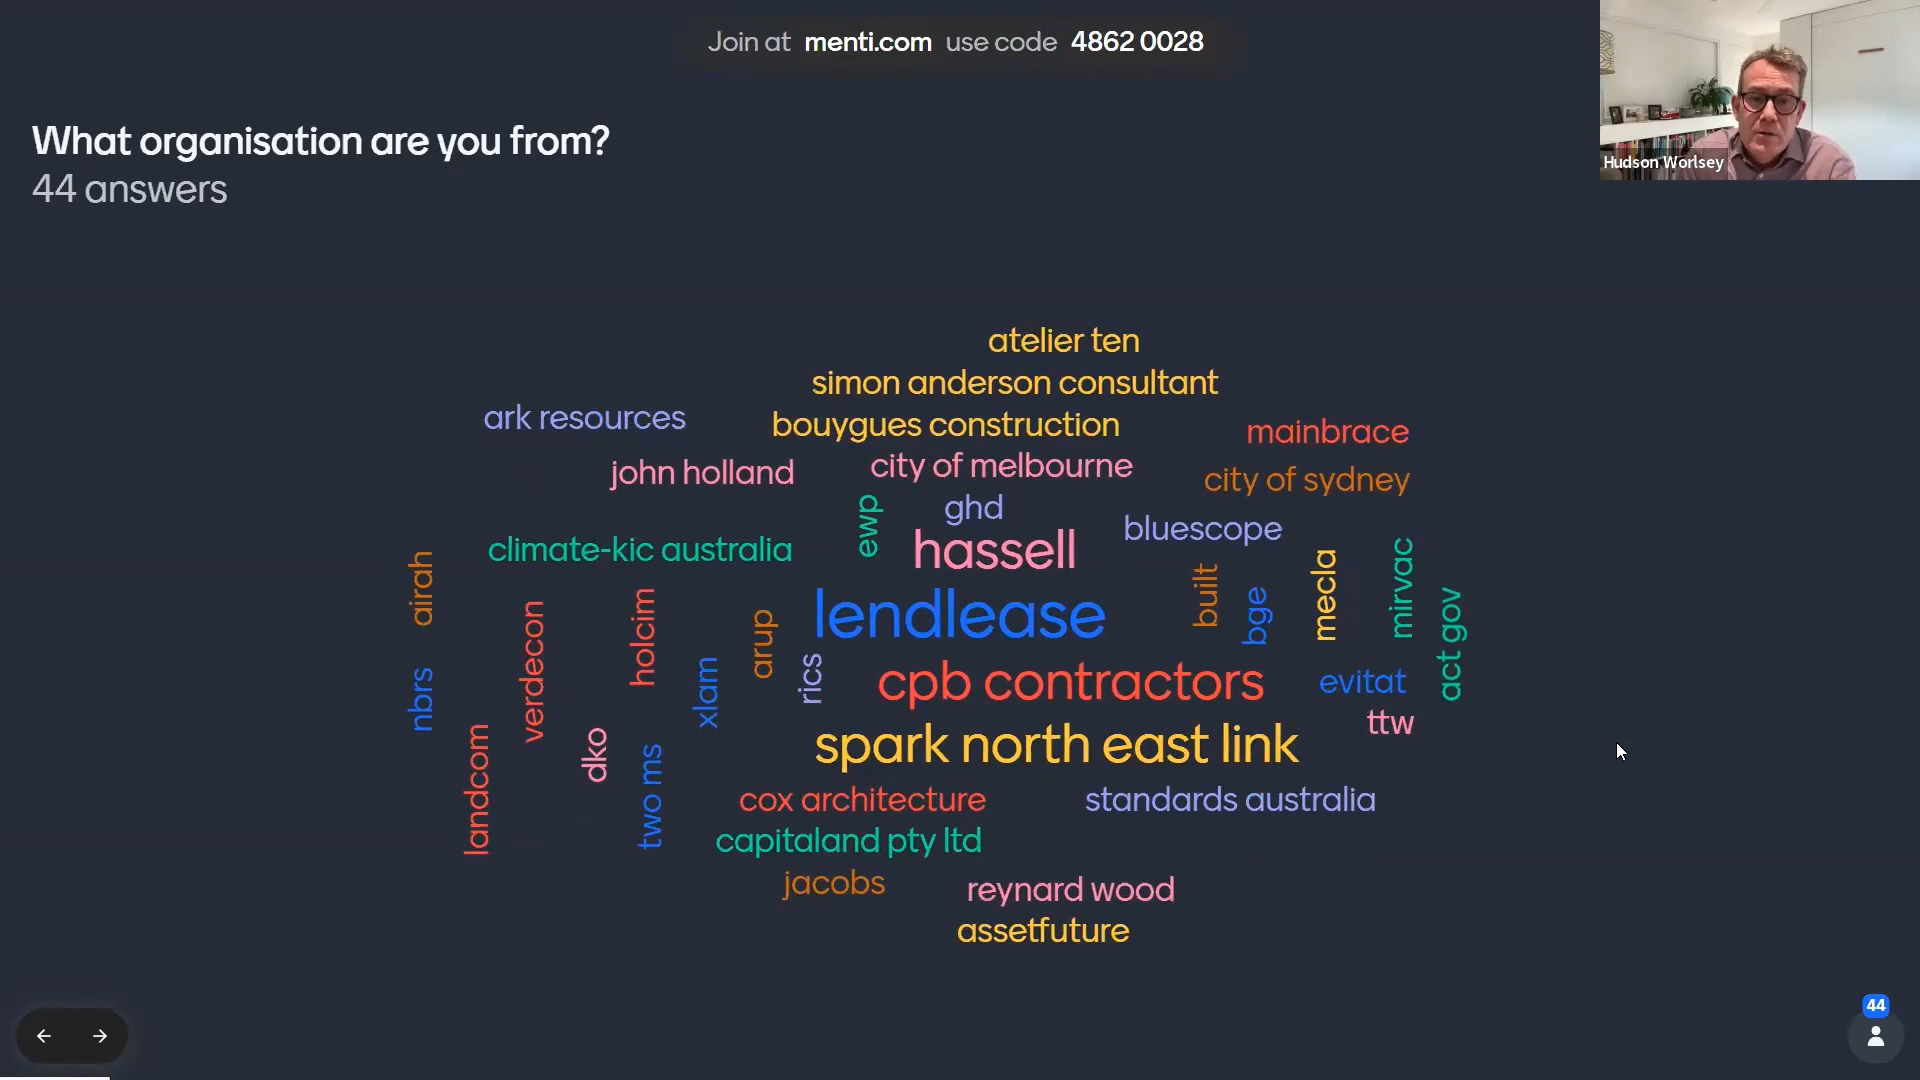 Join at menti.com use code 4862 0028
Hudson Worlsey
What organisation are you from?
44 answers
atelier ten
simon anderson consultant
ark resources
bouygues construction
mainbrace
john holland
city of melbourne
city of sydney
ewp
ghd
bluescope
climate-kic australia
hassell
airah
built
bge
mecla
mirvac
act gov
verdecon
holcim
arup
lendlease
nbrs
xlam
rics
cpb contractors
evitat
ttw
landcom
dko
two ms
spark north east link
cox architecture
standards australia
capitaland pty ltd
jacobs
reynard wood
assetfuture
44